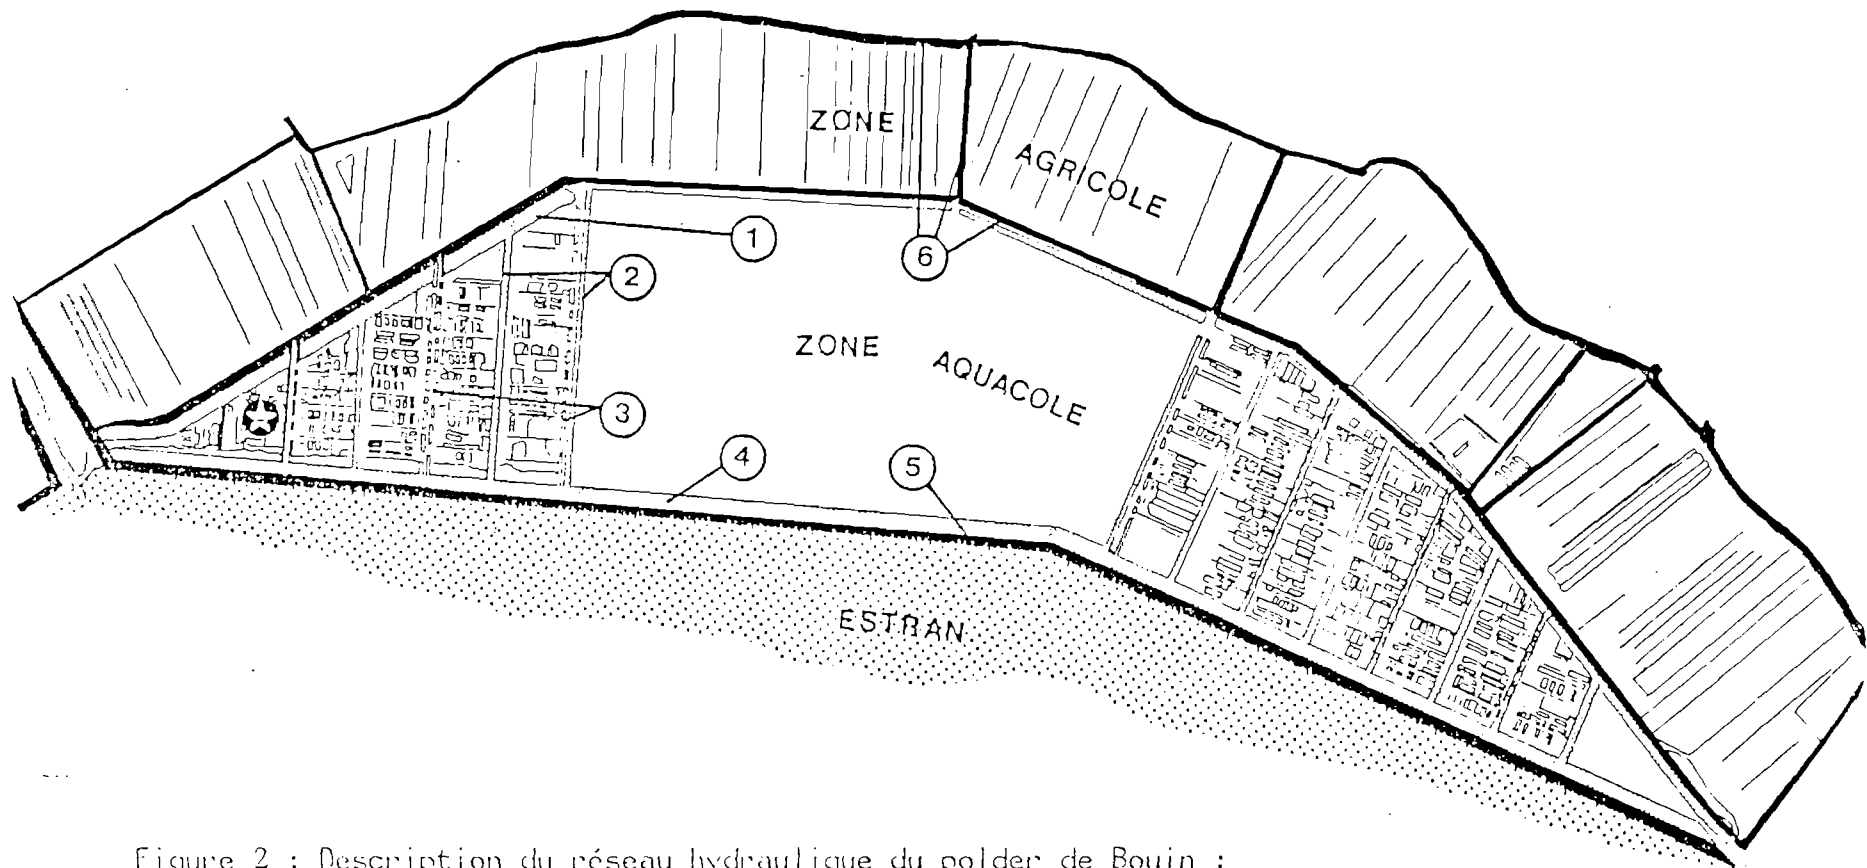 ZONE
AGRICOLE
1
6
2
ZONE AQUACOLE
3
4
5
ESTRAN
Figure 2 : Description du réseau hydraulique du polder de Bouin :